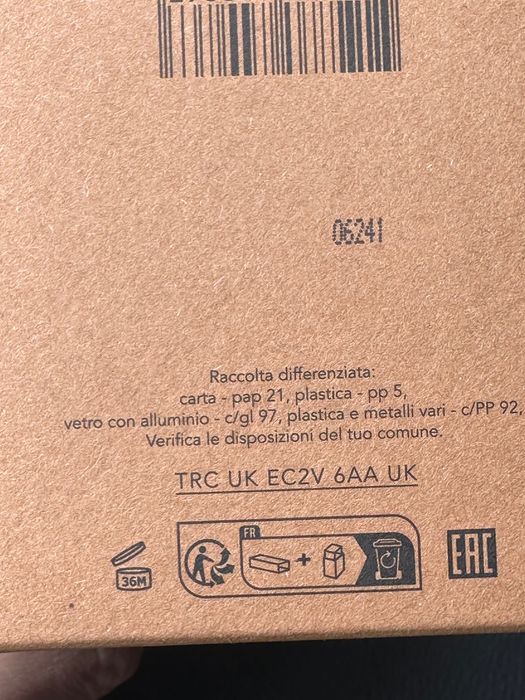 06241
Raccolta differenziata:
carta - pap 21, plastica - pp 5,
vetro con alluminio - c/gl 97, plastica e metalli vari - c/PP 92,
Verifica le disposizioni del tuo comune.
TRC UK EC2V 6AA UK
FR
36M
EAC